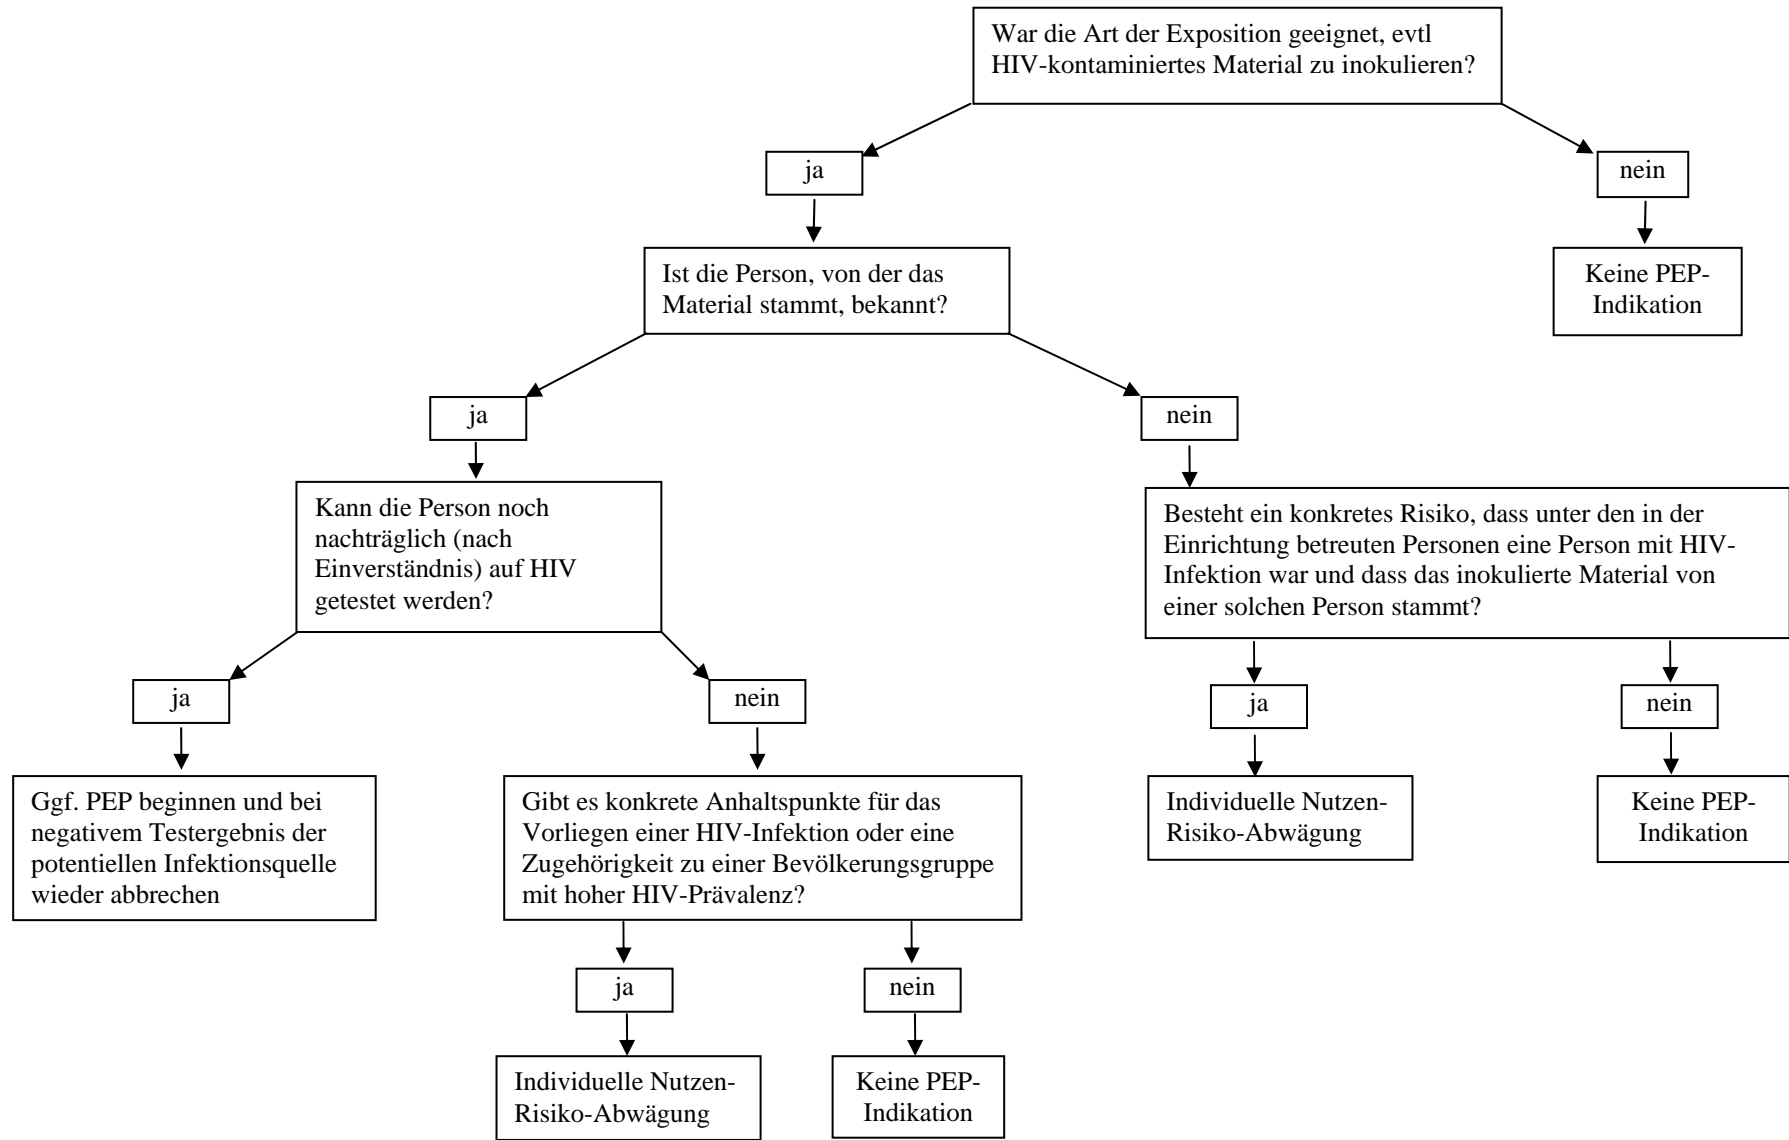 War die Art der Exposition geeignet, evtl
HIV-kontaminiertes Material zu inokulieren?
ja
nein
Ist die Person, von der das
Material stammt, bekannt?
Keine PEP-
Indikation
ja
nein
Kann die Person noch
nachträglich (nach
Einverständnis) auf HIV
getestet werden?
Besteht ein konkretes Risiko, dass unter den in der
Einrichtung betreuten Personen eine Person mit HIV-
Infektion war und dass das inokulierte Material von
einer solchen Person stammt?
ja
nein
ja
nein
Ggf. PEP beginnen und bei
negativem Testergebnis der
potentiellen Infektionsquelle
wieder abbrechen
Gibt es konkrete Anhaltspunkte für das
Vorliegen einer HIV-Infektion oder eine
Zugehörigkeit zu einer Bevölkerungsgruppe
mit hoher HIV-Prävalenz?
Individuelle Nutzen-
Risiko-Abwägung
Keine PEP-
Indikation
ja
nein
Individuelle Nutzen-
Risiko-Abwägung
Keine PEP-
Indikation